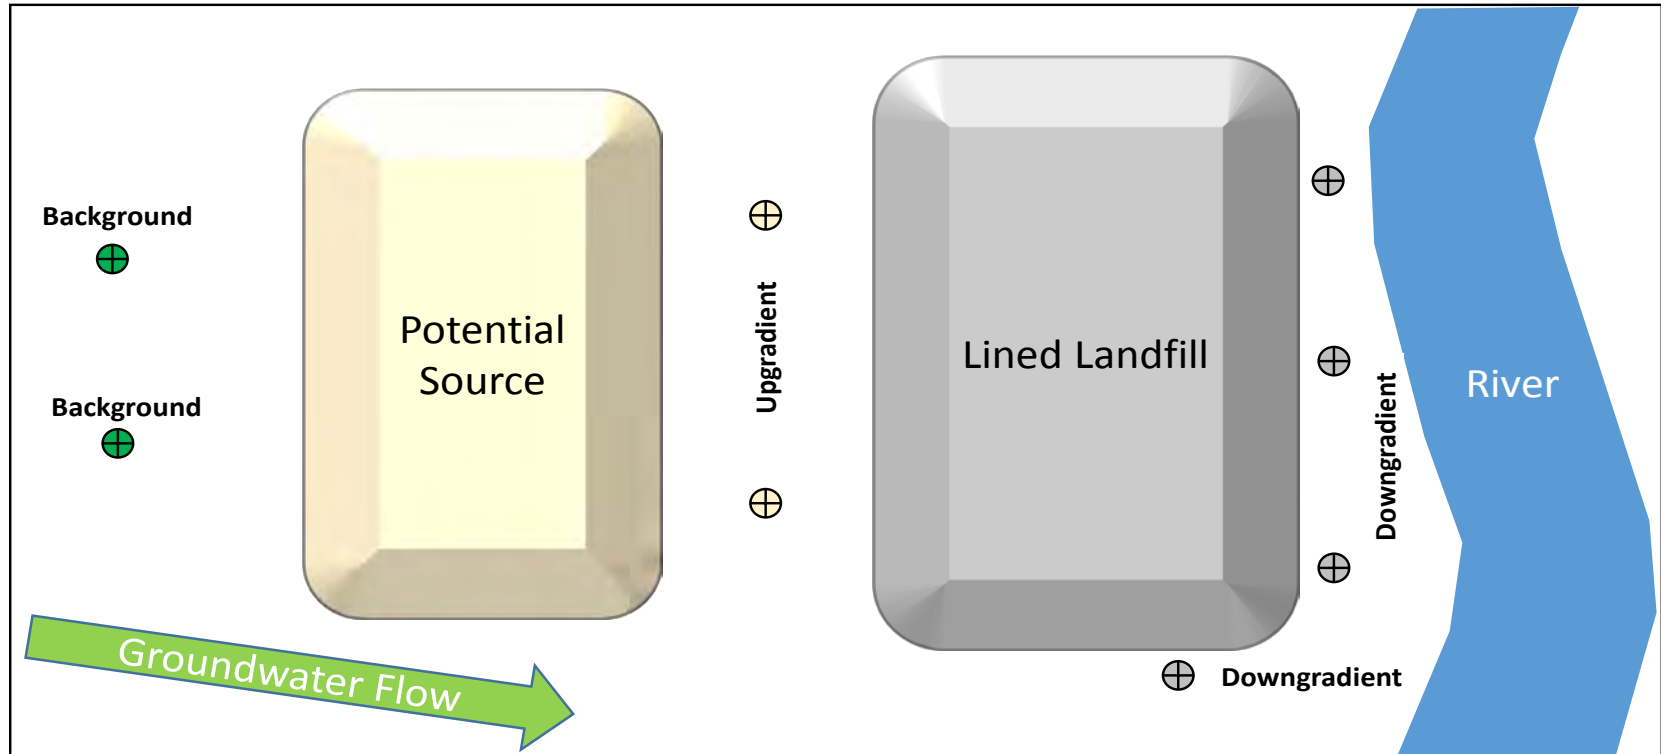 Background
Background
Potential
Source
Upgradient
Lined Landfill
Downgradient
River
Groundwater Flow
Downgradient